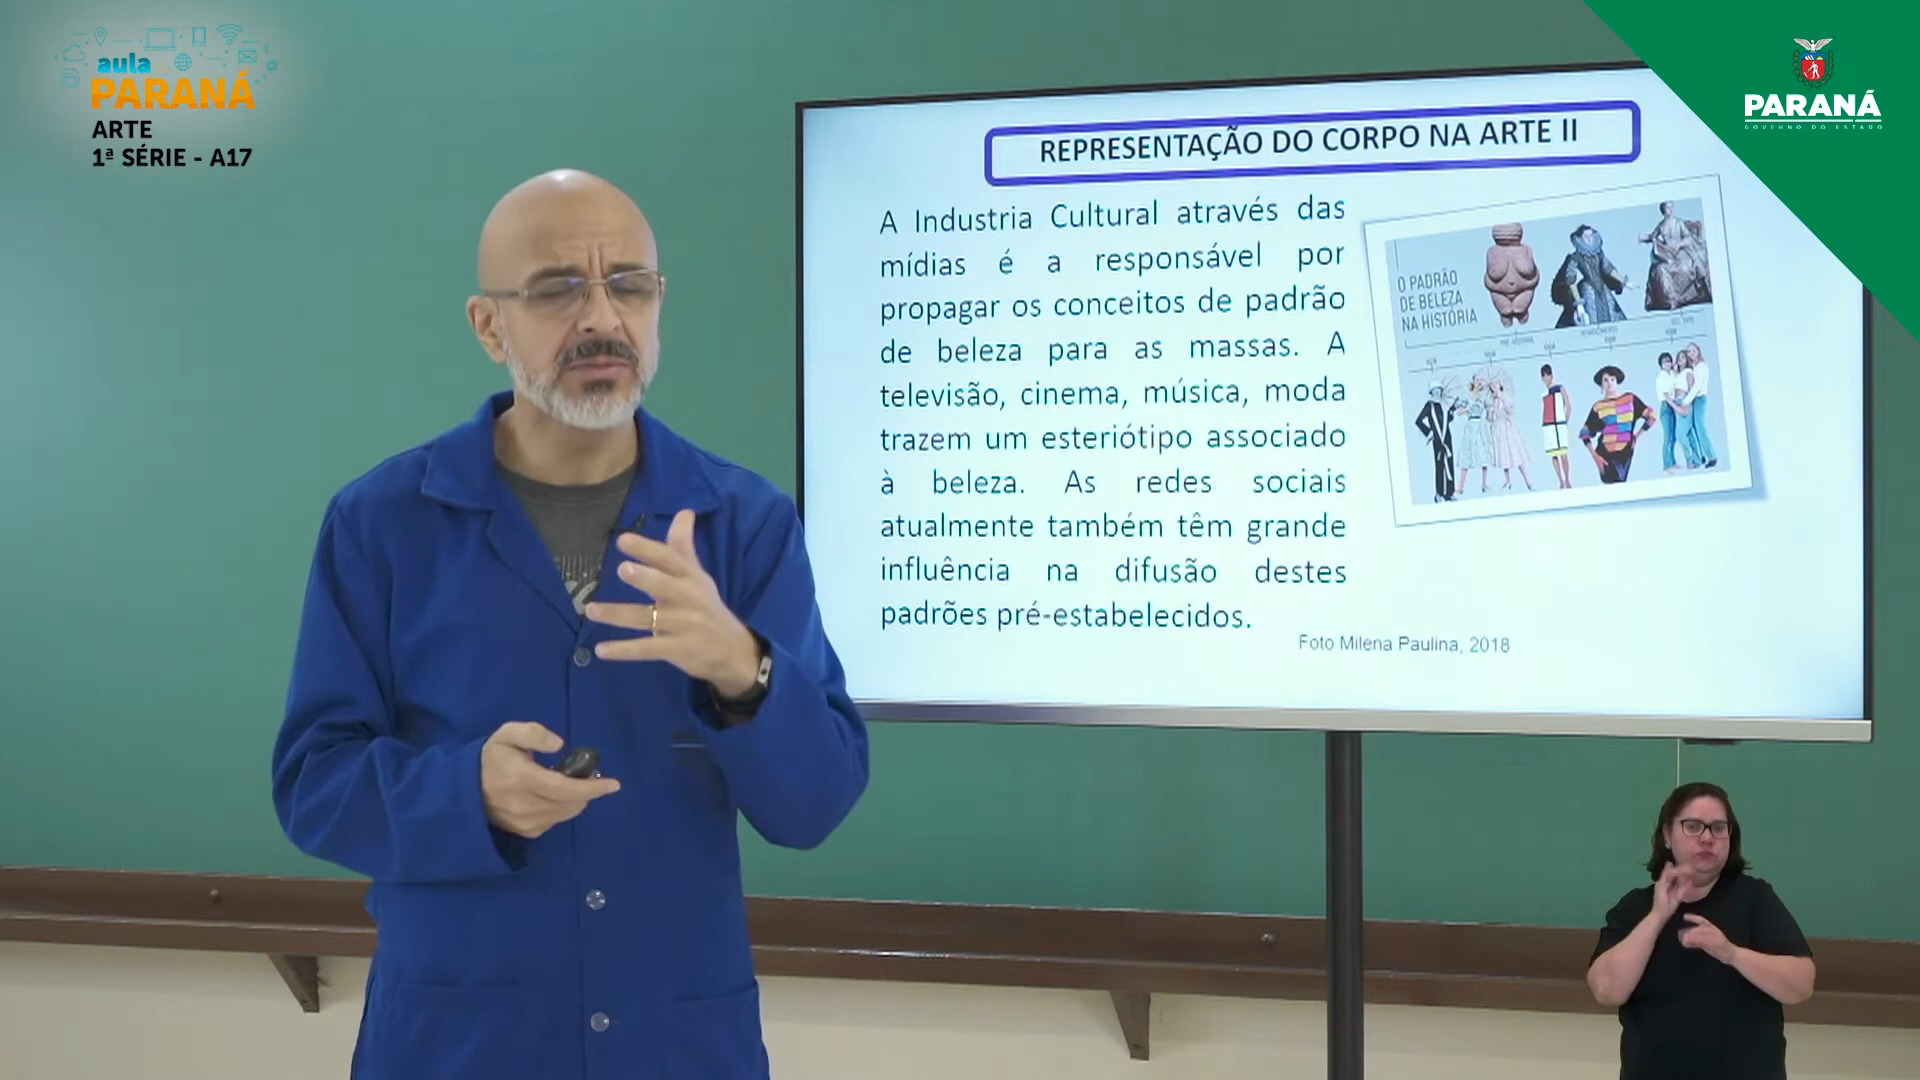 aula
PARANÁ
ARTE
1ª SÉRIE - A17
PARANÁ
GOVERNO DO ESTADO
REPRESENTAÇÃO DO CORPO NA ARTE II
A Industria Cultural através das
mídias é a responsável por
propagar os conceitos de padrão
de beleza para as massas. A
televisão, cinema, música, moda
trazem um esteriótipo associado
à beleza. As redes sociais
atualmente também têm grande
influência na difusão destes
padrões pré-estabelecidos.
O PADRÃO
DE BELEZA
NA HISTÓRIA
Foto Milena Paulina, 2018